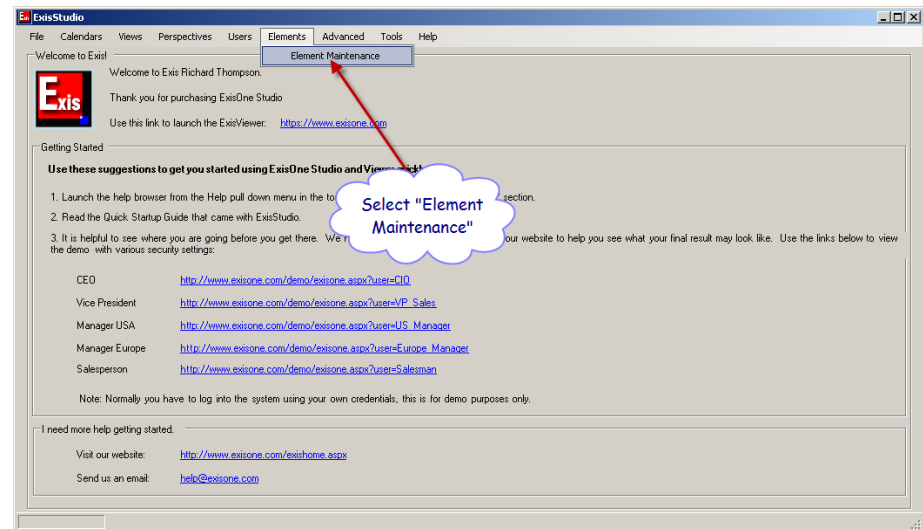 ExisStudio
File Calendars Views Perspectives Users Elements Advanced Tools Help
Element Maintenance
Welcome to Exis!
Exis
Welcome to Exis Richard Thompson.
Thank you for purchasing ExisOne Studio
Use this link to launch the ExisViewer: https://www.exisone.com
Getting Started
Use these suggestions to get you started using ExisOne Studio and Viewer
1. Launch the help browser from the Help pull down menu in the to section.
Select "Element
Maintenance"
2. Read the Quick Startup Guide that came with ExisStudio.
3. It is helpful to see where you are going before you get there. We our website to help you see what your final result may look like. Use the links below to view
the demo with various security settings:
CEO http://www.exisone.com/demo/exisone.aspx?user=CIO
Vice President http://www.exisone.com/demo/exisone.aspx?user=VP_Sales
Manager USA http://www.exisone.com/demo/exisone.aspx?user=US_Manager
Manager Europe http://www.exisone.com/demo/exisone.aspx?user=Europe_Manager
Salesperson http://www.exisone.com/demo/exisone.aspx?user=Salesman
Note: Normally you have to log into the system using your own credentials, this is for demo purposes only.
I need more help getting started.
Visit our website: http://www.exisone.com/exishome.aspx
Send us an email: help@exisone.com